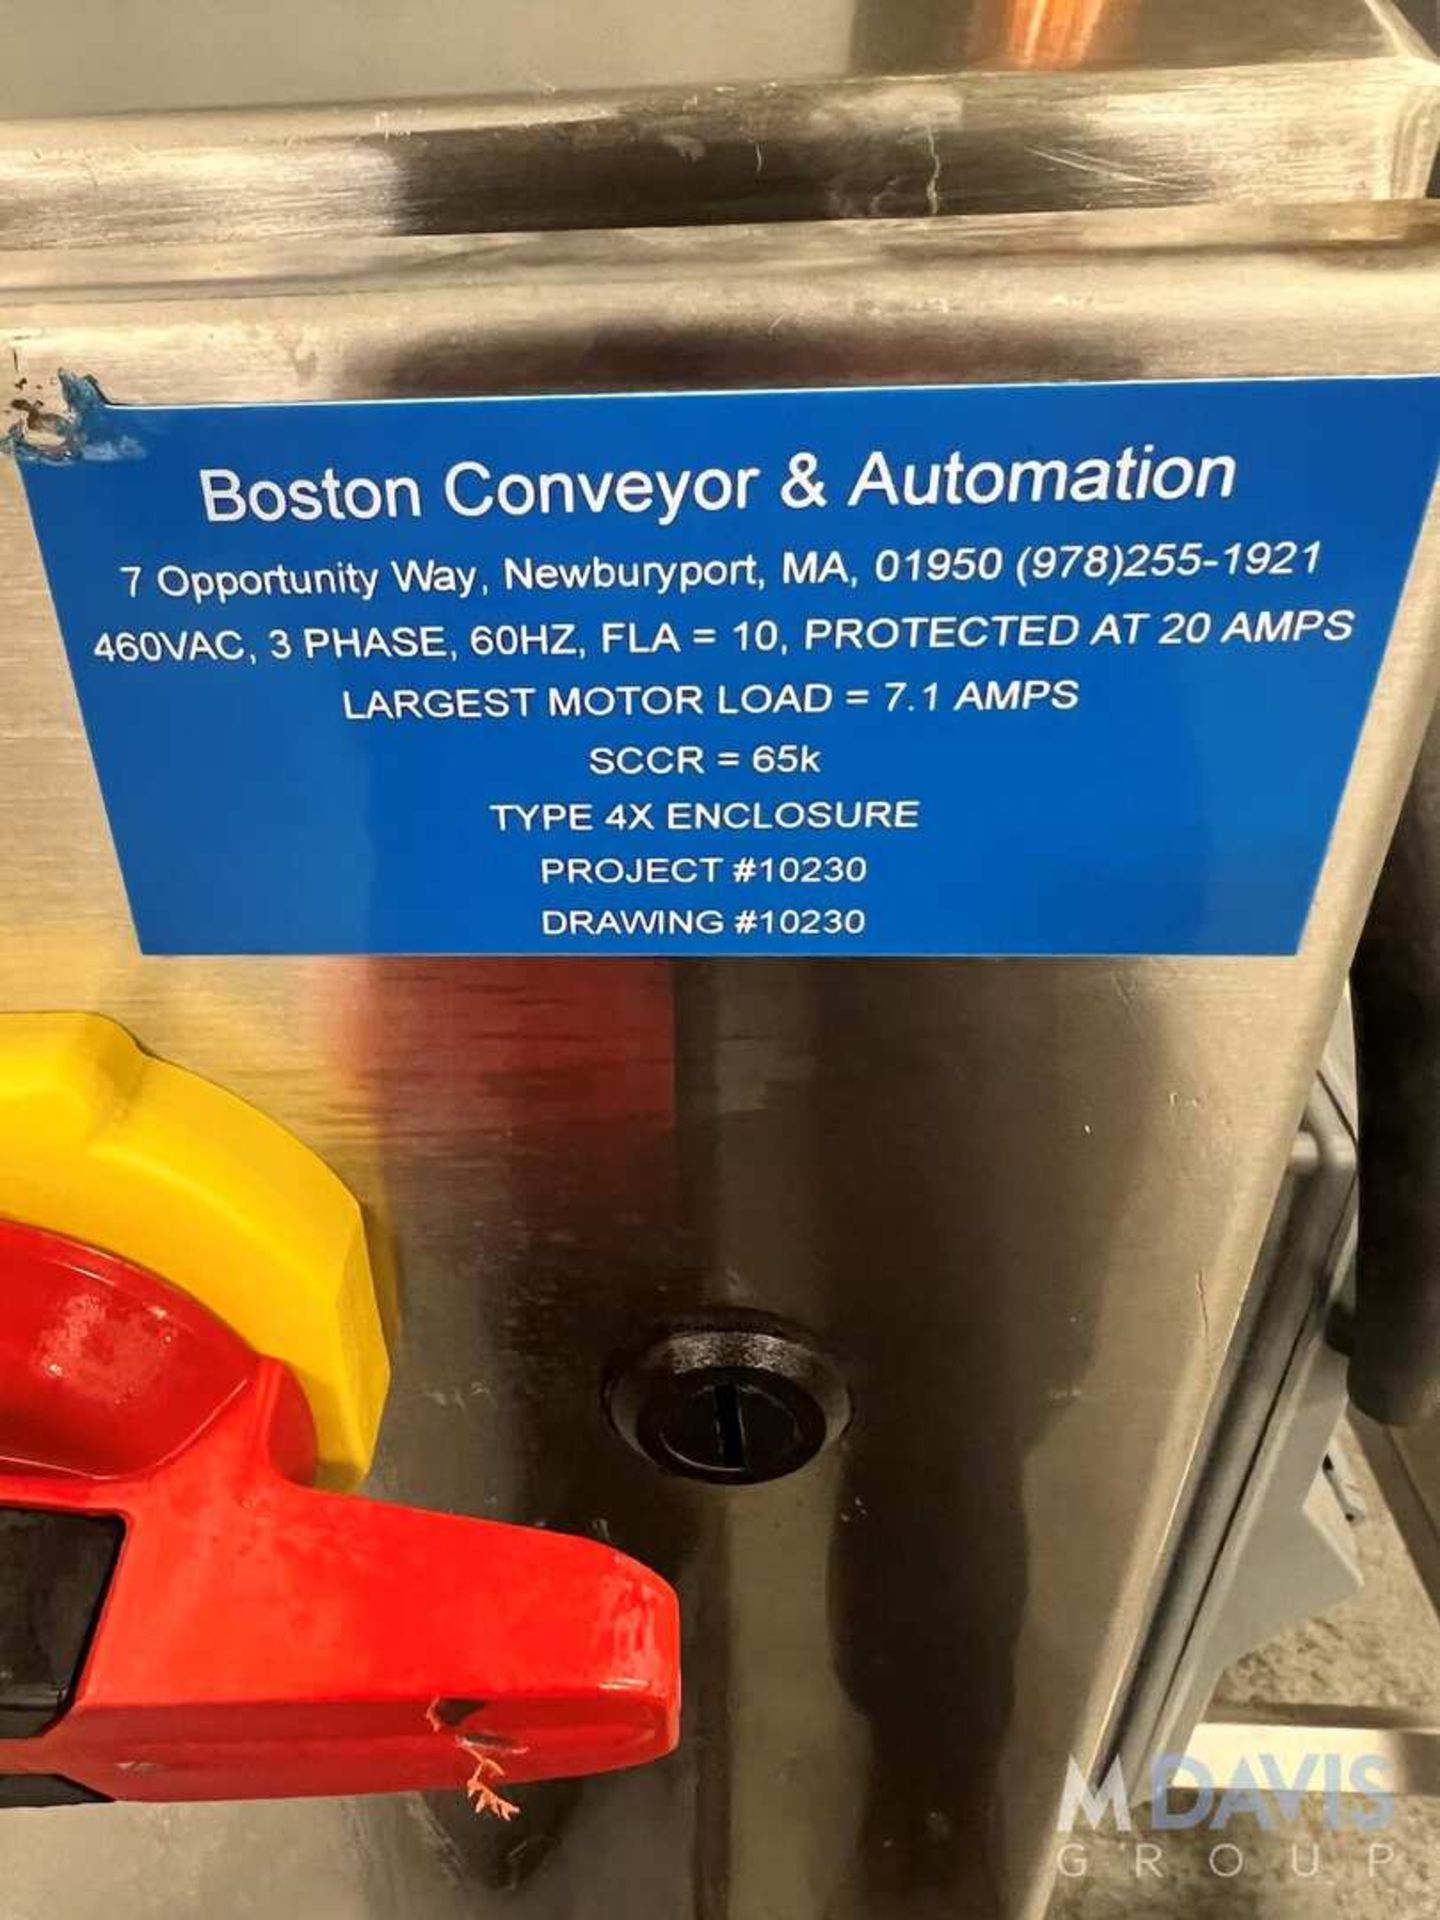 Boston Conveyor & Automation
7 Opportunity Way, Newburyport, MA, 01950 (978)255-1921
460VAC, 3 PHASE, 60HZ, FLA = 10, PROTECTED AT 20 AMPS
LARGEST MOTOR LOAD = 7.1 AMPS
SCCR = 65k
TYPE 4X ENCLOSURE
PROJECT #10230
DRAWING #10230
MDAVIS
GROUP